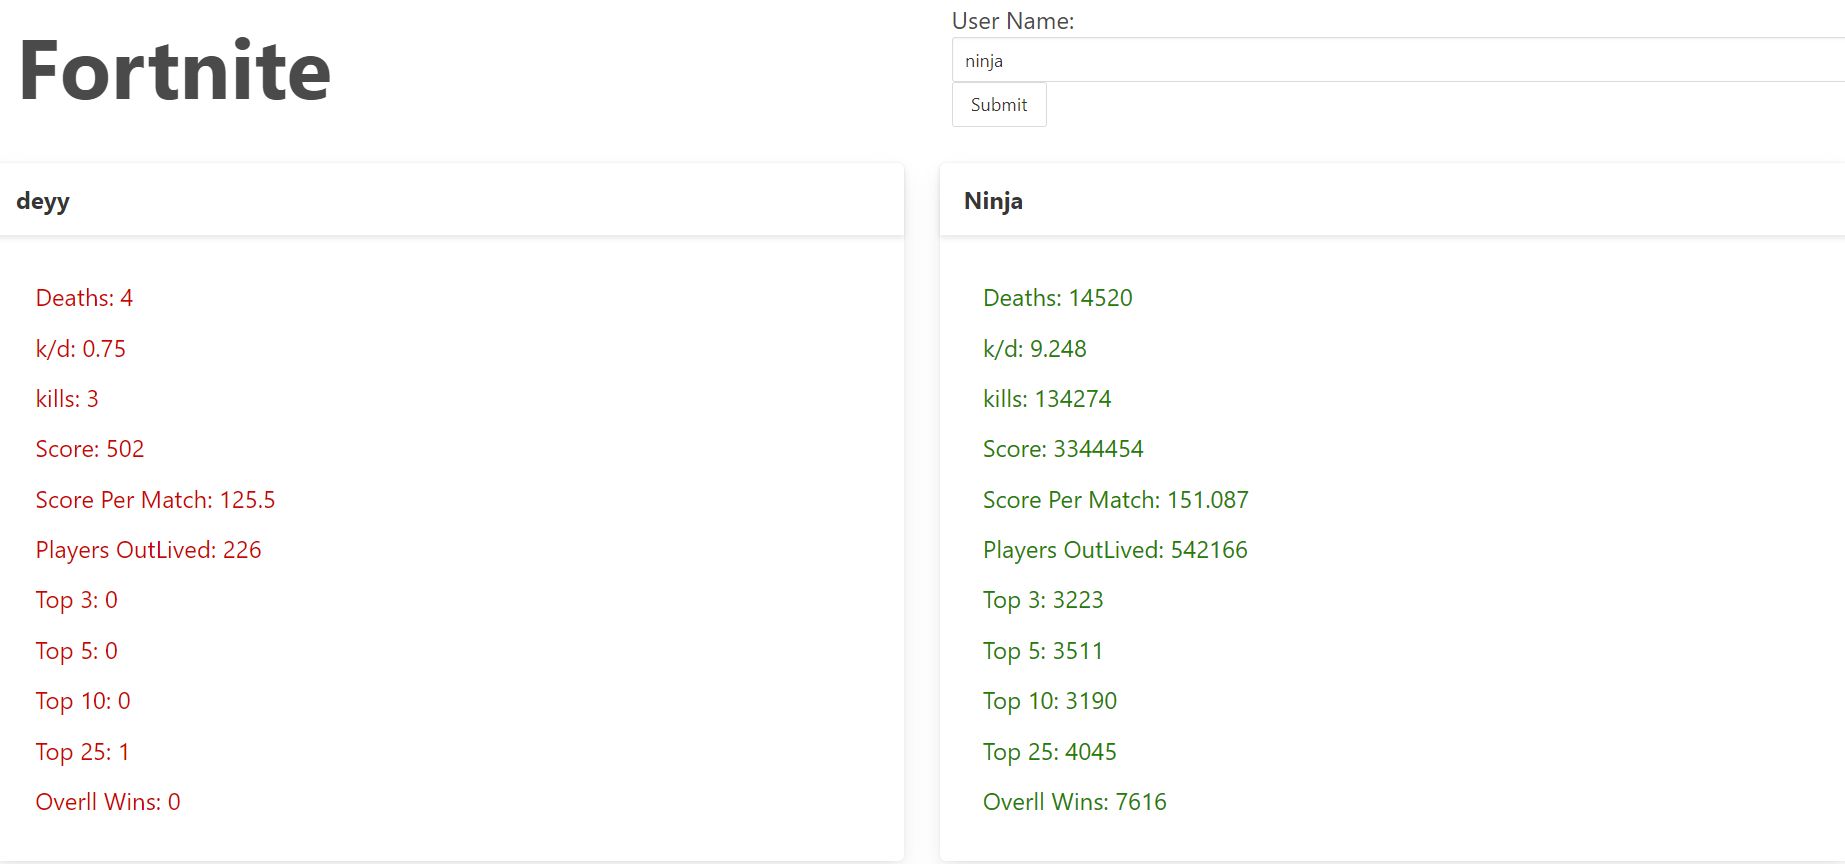 Fortnite
User Name:
ninja
Submit
deyy
Deaths: 4
k/d: 0.75
kills: 3
Score: 502
Score Per Match: 125.5
Players OutLived: 226
Top 3: 0
Top 5: 0
Top 10: 0
Top 25: 1
Overll Wins: 0
Ninja
Deaths: 14520
k/d: 9.248
kills: 134274
Score: 3344454
Score Per Match: 151.087
Players OutLived: 542166
Top 3: 3223
Top 5: 3511
Top 10: 3190
Top 25: 4045
Overll Wins: 7616